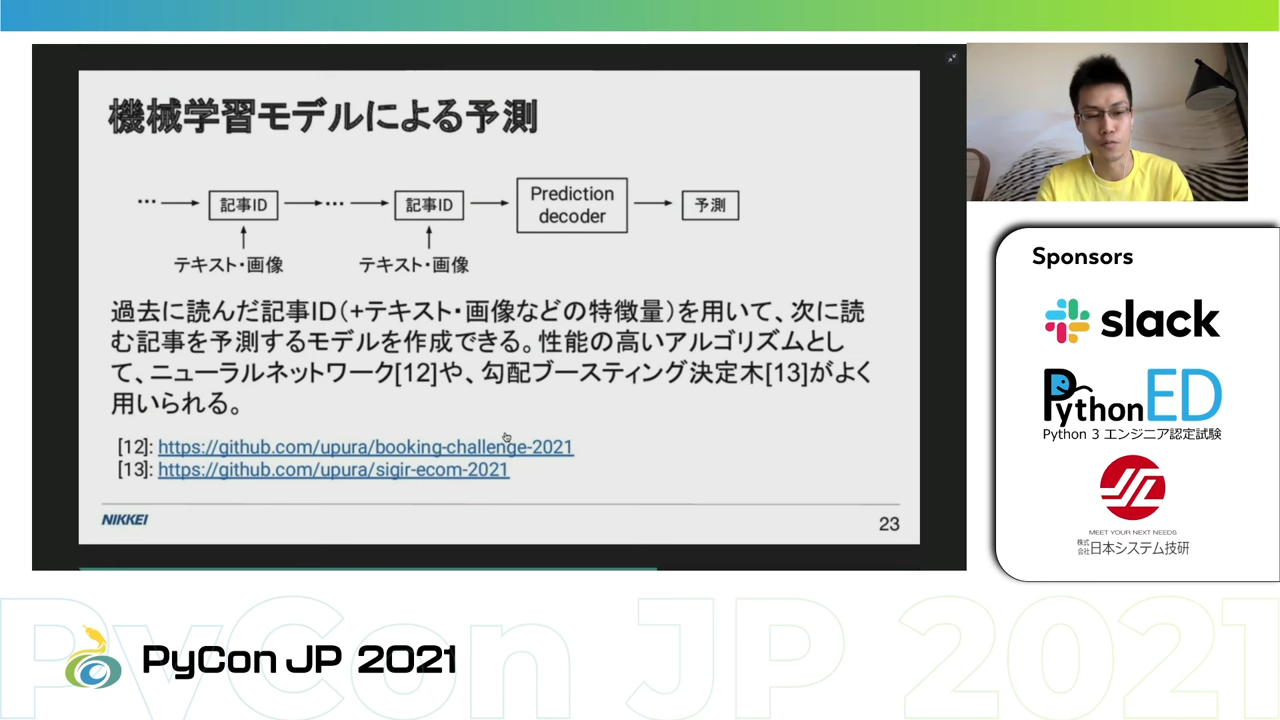 機械学習モデルによる予測
… 記事ID … 記事ID Prediction decoder 予測
テキスト・画像 テキスト・画像
過去に読んだ記事ID（+テキスト・画像などの特徴量）を用いて、次に読
む記事を予測するモデルを作成できる。性能の高いアルゴリズムとし
て、ニューラルネットワーク[12]や、勾配ブースティング決定木[13]がよく
用いられる。
[12]: https://github.com/upura/booking-challenge-2021
[13]: https://github.com/upura/sigir-ecom-2021
NIKKEI
23
Sponsors
slack
PythonED
Python 3 エンジニア認定試験
MEET YOUR NEXT NEEDS
株式会社日本システム技研
PyCon JP 2021
PyCon JP 2021